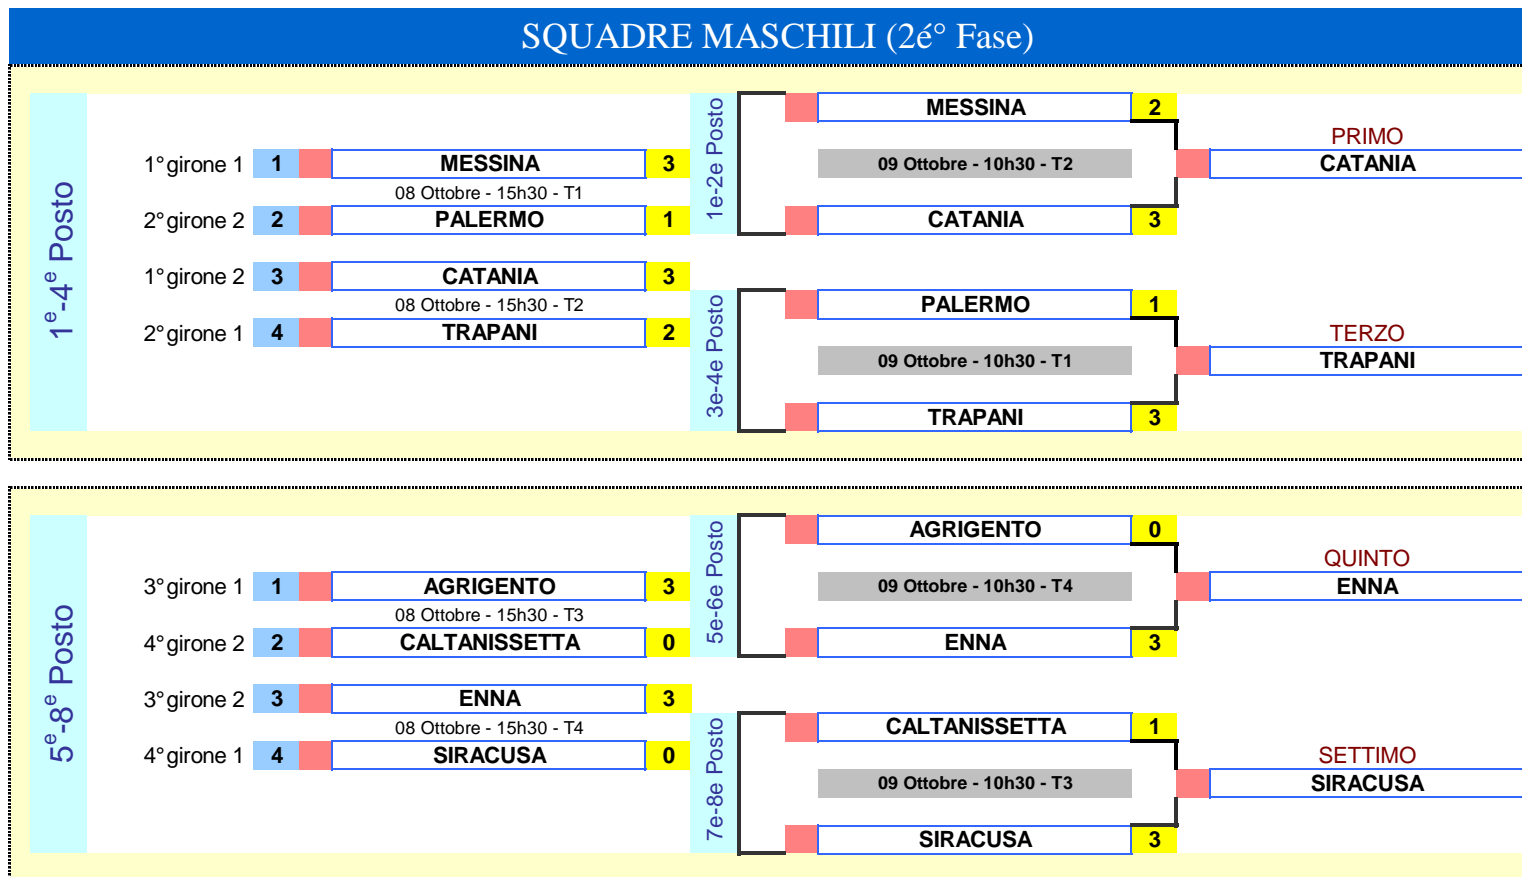 SQUADRE MASCHILI (2é° Fase)
1e-4e Posto
1° girone 1 1 MESSINA 3
08 Ottobre - 15h30 - T1
2° girone 2 2 PALERMO 1
1° girone 2 3 CATANIA 3
08 Ottobre - 15h30 - T2
2° girone 1 4 TRAPANI 2
1e-2e Posto
MESSINA 2
09 Ottobre - 10h30 - T2
CATANIA 3
PRIMO
CATANIA
3e-4e Posto
PALERMO 1
09 Ottobre - 10h30 - T1
TRAPANI 3
TERZO
TRAPANI
5e-8e Posto
3° girone 1 1 AGRIGENTO 3
08 Ottobre - 15h30 - T3
4° girone 2 2 CALTANISSETTA 0
3° girone 2 3 ENNA 3
08 Ottobre - 15h30 - T4
4° girone 1 4 SIRACUSA 0
5e-6e Posto
AGRIGENTO 0
09 Ottobre - 10h30 - T4
ENNA 3
QUINTO
ENNA
7e-8e Posto
CALTANISSETTA 1
09 Ottobre - 10h30 - T3
SIRACUSA 3
SETTIMO
SIRACUSA